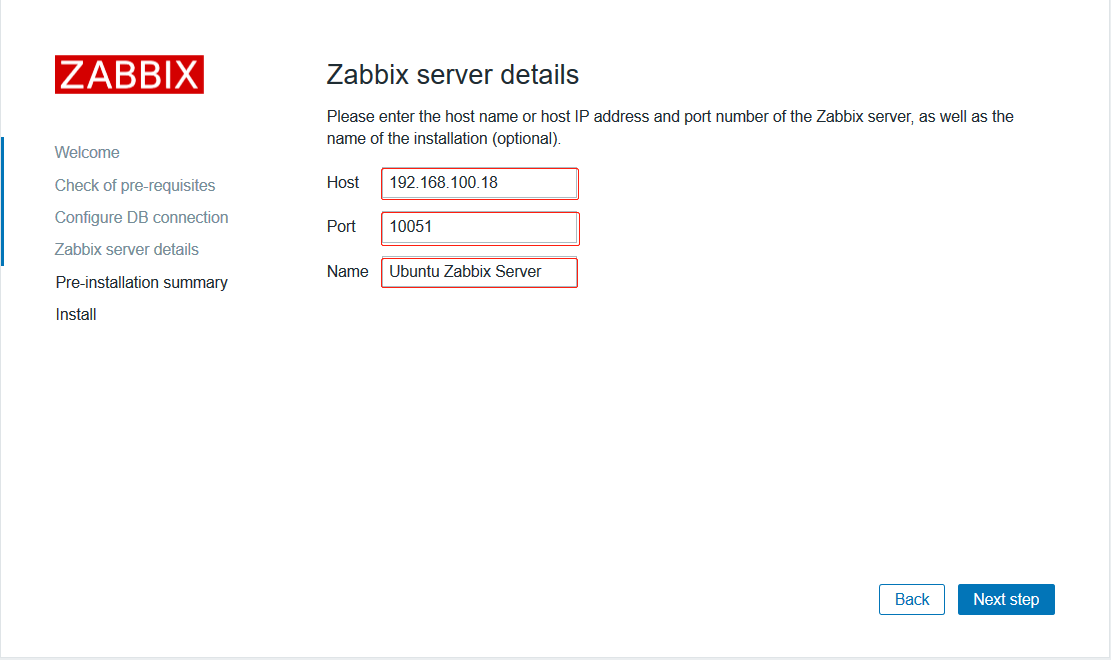 ZABBIX
Welcome
Check of pre-requisites
Configure DB connection
Zabbix server details
Pre-installation summary
Install
Zabbix server details
Please enter the host name or host IP address and port number of the Zabbix server, as well as the
name of the installation (optional).
Host 192.168.100.18
Port 10051
Name Ubuntu Zabbix Server
Back Next step